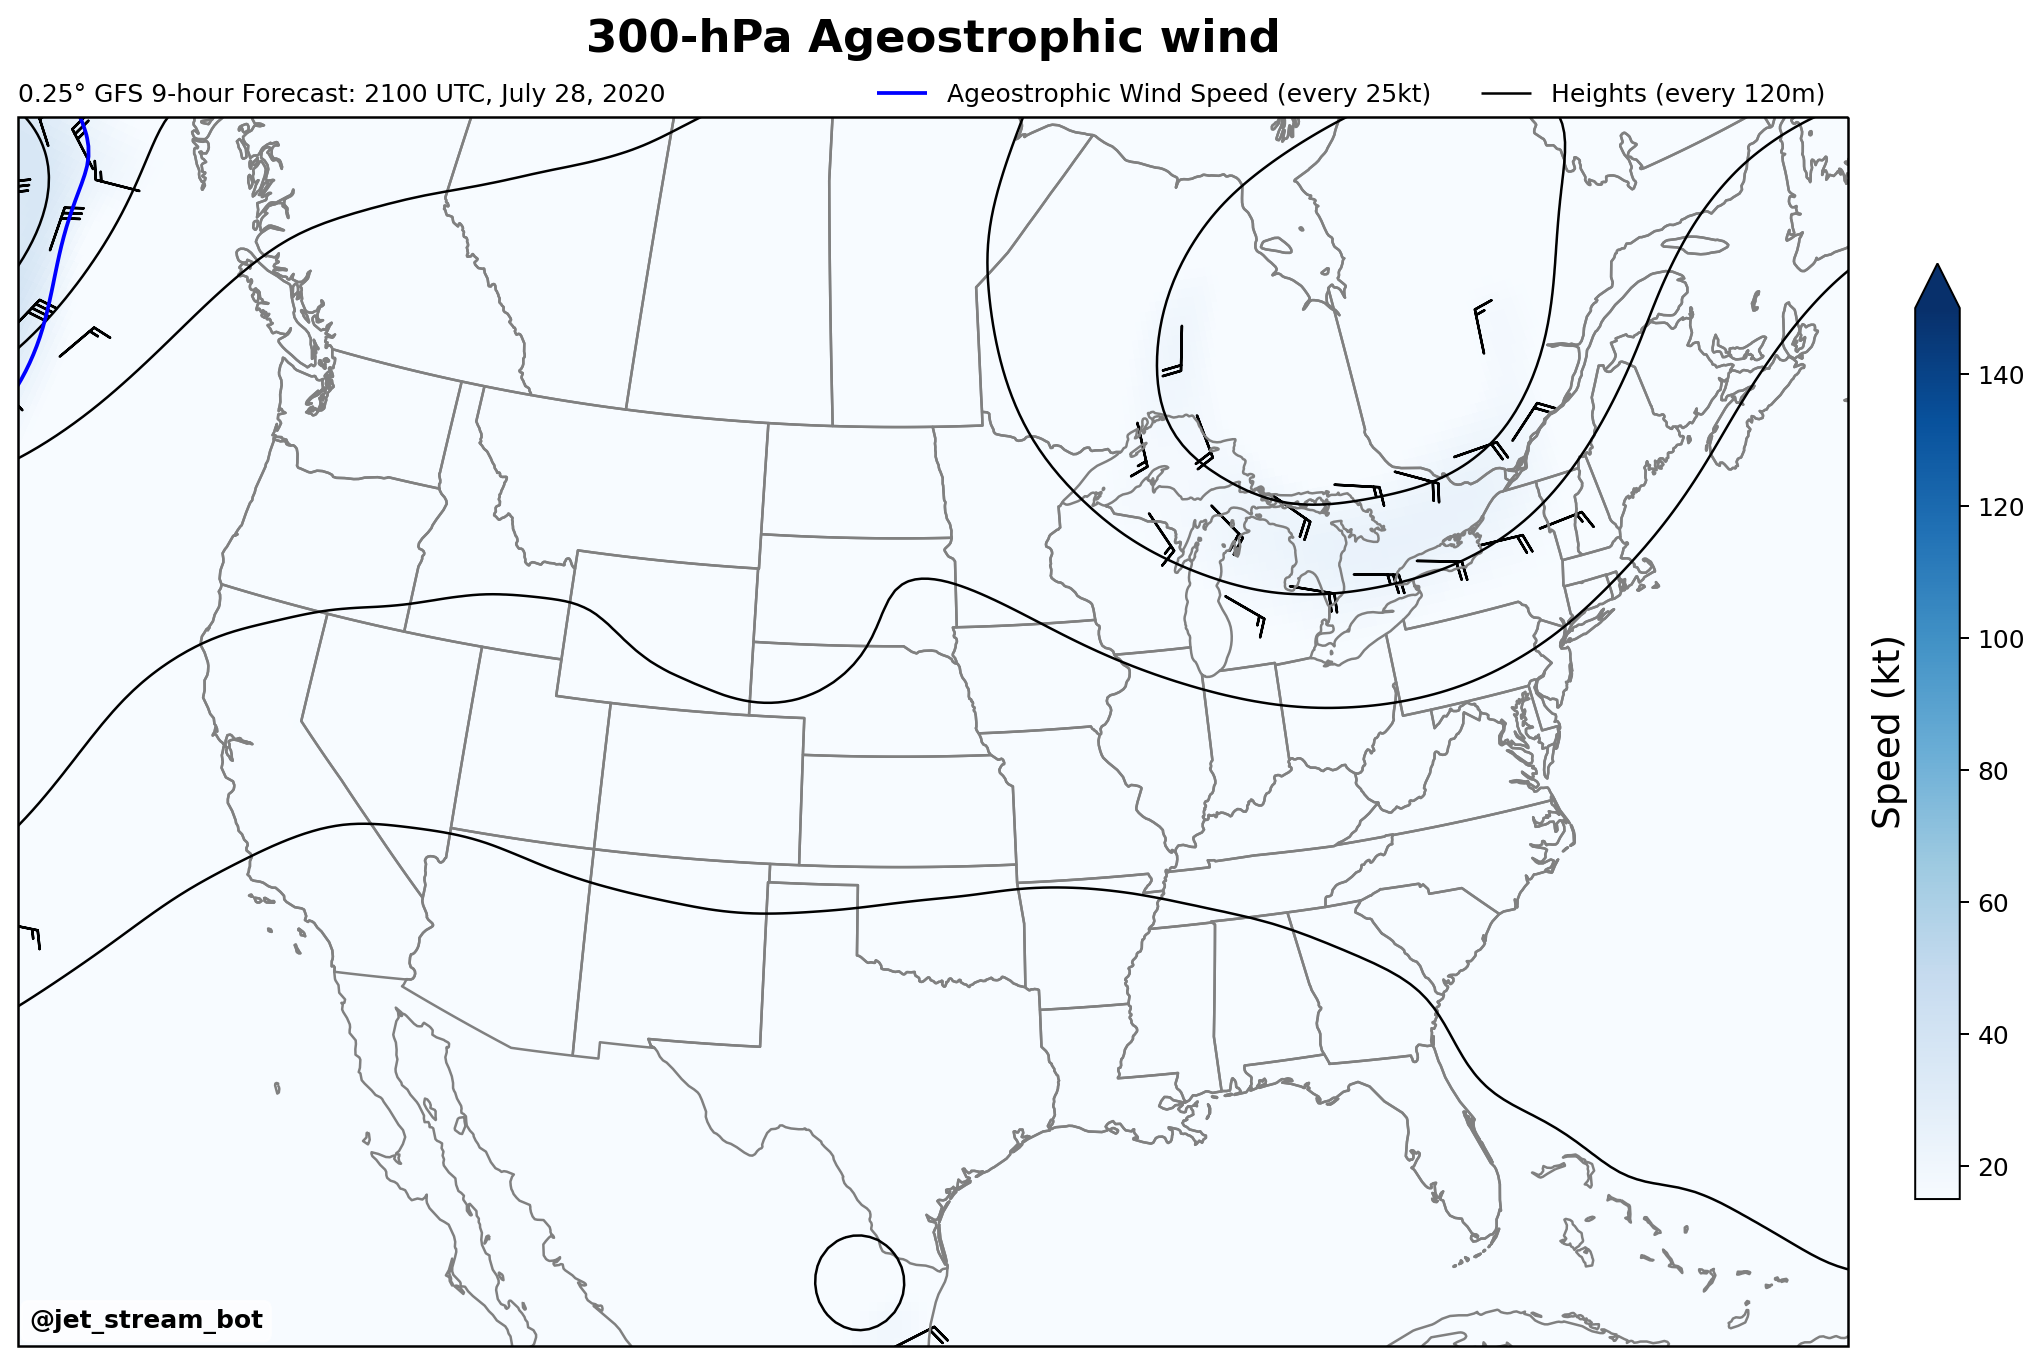 300-hPa Ageostrophic wind
0.25° GFS 9-hour Forecast: 2100 UTC, July 28, 2020
Ageostrophic Wind Speed (every 25kt)
Heights (every 120m)
140
120
100
80
60
40
20
Speed (kt)
@jet_stream_bot